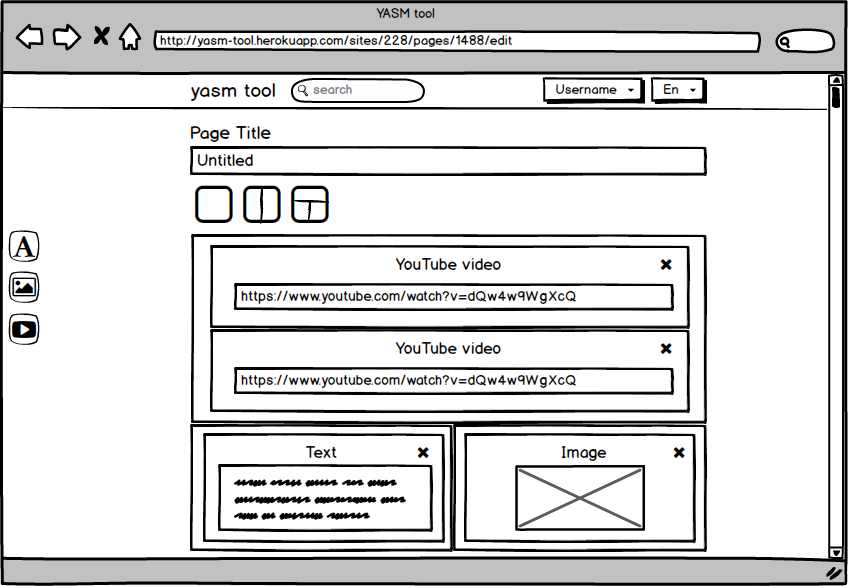 YASM tool
http://yasm-tool.herokuapp.com/sites/228/pages/1488/edit
yasm tool
search
Username
En
Page Title
Untitled
A
YouTube video
https://www.youtube.com/watch?v=dQw4w9WgXcQ
YouTube video
https://www.youtube.com/watch?v=dQw4w9WgXcQ
Text
Image